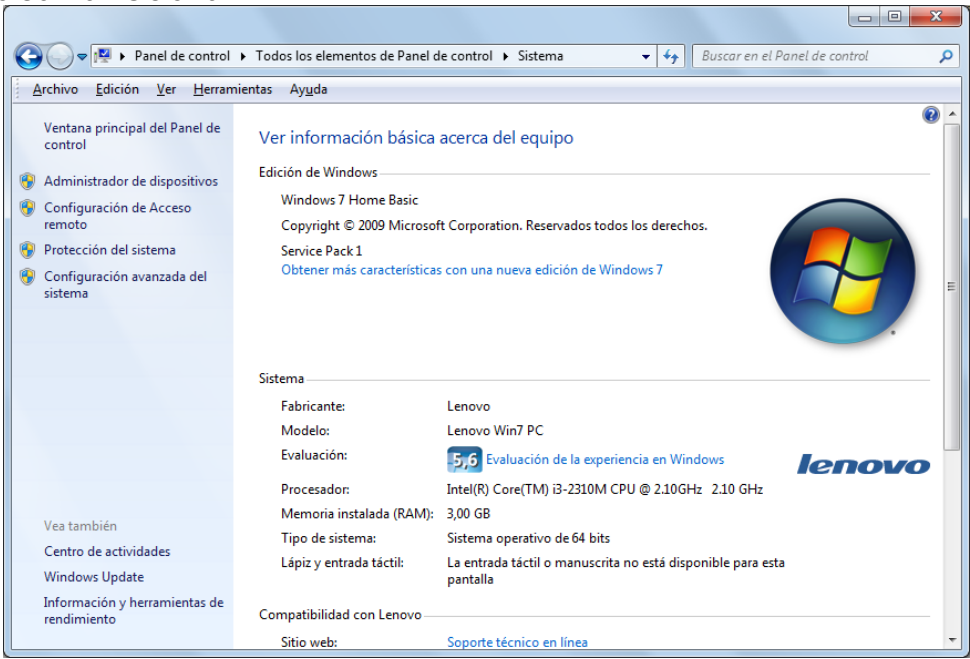 Panel de control ▸ Todos los elementos de Panel de control ▸ Sistema
Buscar en el Panel de control
Archivo Edición Ver Herramientas Ayuda
Ventana principal del Panel de
control
Administrador de dispositivos
Configuración de Acceso
remoto
Protección del sistema
Configuración avanzada del
sistema
Vea también
Centro de actividades
Windows Update
Información y herramientas de
rendimiento
Ver información básica acerca del equipo
Edición de Windows
Windows 7 Home Basic
Copyright © 2009 Microsoft Corporation. Reservados todos los derechos.
Service Pack 1
Obtener más características con una nueva edición de Windows 7
Sistema
Fabricante: Lenovo
Modelo: Lenovo Win7 PC
Evaluación: 5,6 Evaluación de la experiencia en Windows
lenovo
Procesador: Intel(R) Core(TM) i3-2310M CPU @ 2.10GHz 2.10 GHz
Memoria instalada (RAM): 3,00 GB
Tipo de sistema: Sistema operativo de 64 bits
Lápiz y entrada táctil: La entrada táctil o manuscrita no está disponible para esta
pantalla
Compatibilidad con Lenovo
Sitio web: Soporte técnico en línea